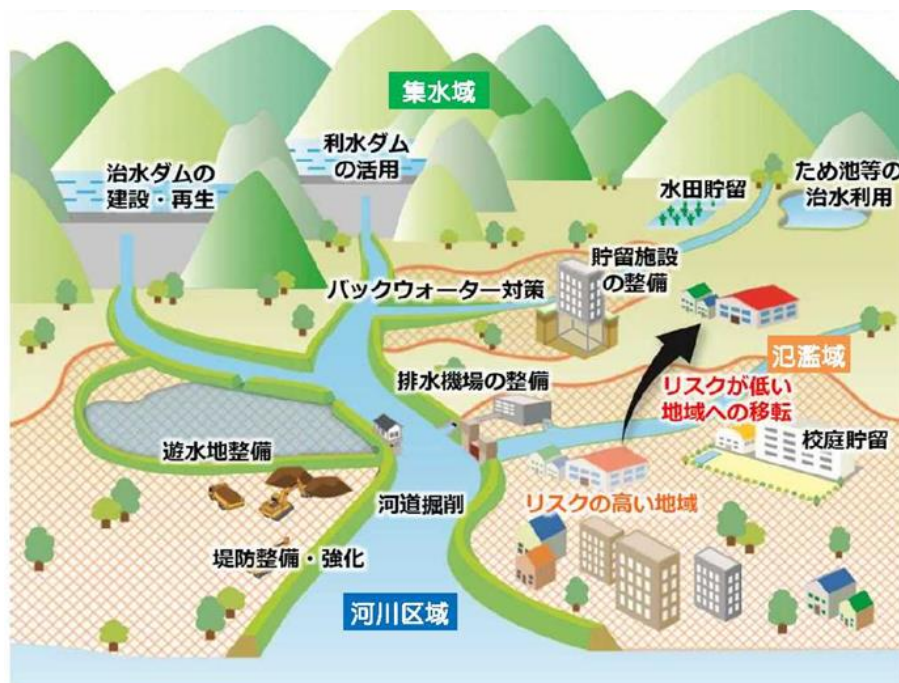 集水域
利水ダム
の活用
治水ダムの
建設・再生
水田貯留
ため池等の
治水利用
貯留施設
の整備
バックウォーター対策
氾濫域
排水機場の整備
リスクが低い
地域への移転
校庭貯留
遊水地整備
河道掘削
リスクの高い地域
堤防整備・強化
河川区域